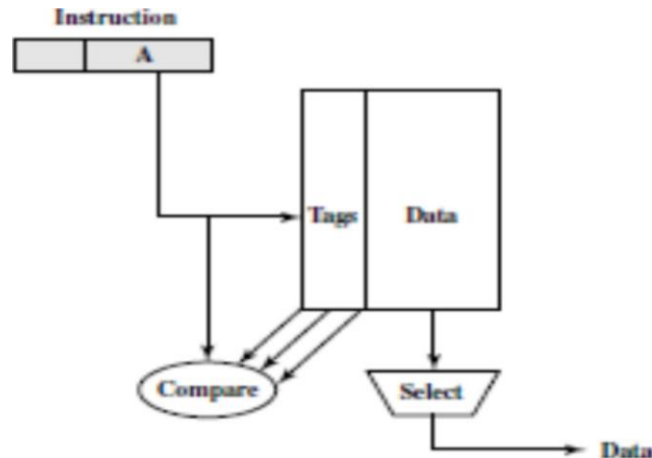 Instruction
A
Tags
Data
Compare
Select
Data